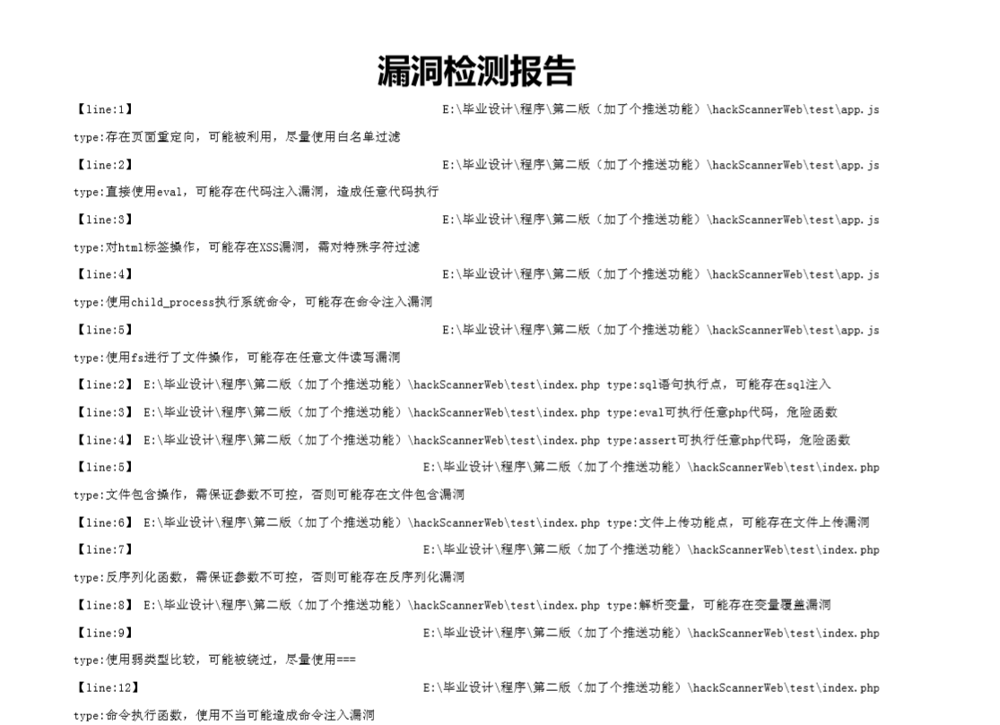 漏洞检测报告
【line:1】 E:\毕业设计\程序\第二版（加了个推送功能）\hackScannerWeb\test\app.js
type:存在页面重定向，可能被利用，尽量使用白名单过滤
【line:2】 E:\毕业设计\程序\第二版（加了个推送功能）\hackScannerWeb\test\app.js
type:直接使用eval，可能存在代码注入漏洞，造成任意代码执行
【line:3】 E:\毕业设计\程序\第二版（加了个推送功能）\hackScannerWeb\test\app.js
type:对html标签操作，可能存在XSS漏洞，需对特殊字符过滤
【line:4】 E:\毕业设计\程序\第二版（加了个推送功能）\hackScannerWeb\test\app.js
type:使用child_process执行系统命令，可能存在命令注入漏洞
【line:5】 E:\毕业设计\程序\第二版（加了个推送功能）\hackScannerWeb\test\app.js
type:使用fs进行了文件操作，可能存在任意文件读写漏洞
【line:2】 E:\毕业设计\程序\第二版（加了个推送功能）\hackScannerWeb\test\index.php type:sql语句执行点，可能存在sql注入
【line:3】 E:\毕业设计\程序\第二版（加了个推送功能）\hackScannerWeb\test\index.php type:eval可执行任意php代码，危险函数
【line:4】 E:\毕业设计\程序\第二版（加了个推送功能）\hackScannerWeb\test\index.php type:assert可执行任意php代码，危险函数
【line:5】 E:\毕业设计\程序\第二版（加了个推送功能）\hackScannerWeb\test\index.php
type:文件包含操作，需保证参数不可控，否则可能存在文件包含漏洞
【line:6】 E:\毕业设计\程序\第二版（加了个推送功能）\hackScannerWeb\test\index.php type:文件上传功能点，可能存在文件上传漏洞
【line:7】 E:\毕业设计\程序\第二版（加了个推送功能）\hackScannerWeb\test\index.php
type:反序列化函数，需保证参数不可控，否则可能存在反序列化漏洞
【line:8】 E:\毕业设计\程序\第二版（加了个推送功能）\hackScannerWeb\test\index.php type:解析变量，可能存在变量覆盖漏洞
【line:9】 E:\毕业设计\程序\第二版（加了个推送功能）\hackScannerWeb\test\index.php
type:使用弱类型比较，可能被绕过，尽量使用===
【line:12】 E:\毕业设计\程序\第二版（加了个推送功能）\hackScannerWeb\test\index.php
type:命令执行函数，使用不当可能造成命令注入漏洞